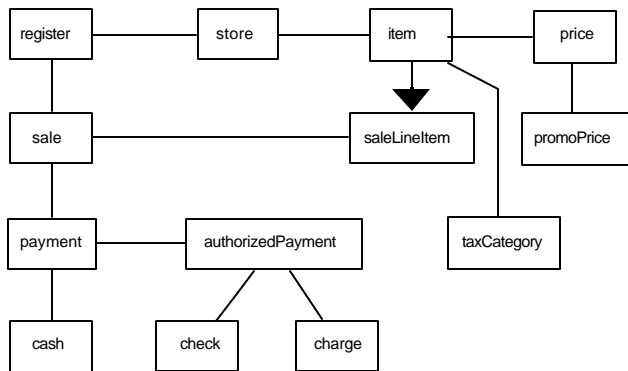 register
store
item
price
sale
saleLineItem
promoPrice
payment
authorizedPayment
taxCategory
cash
check
charge